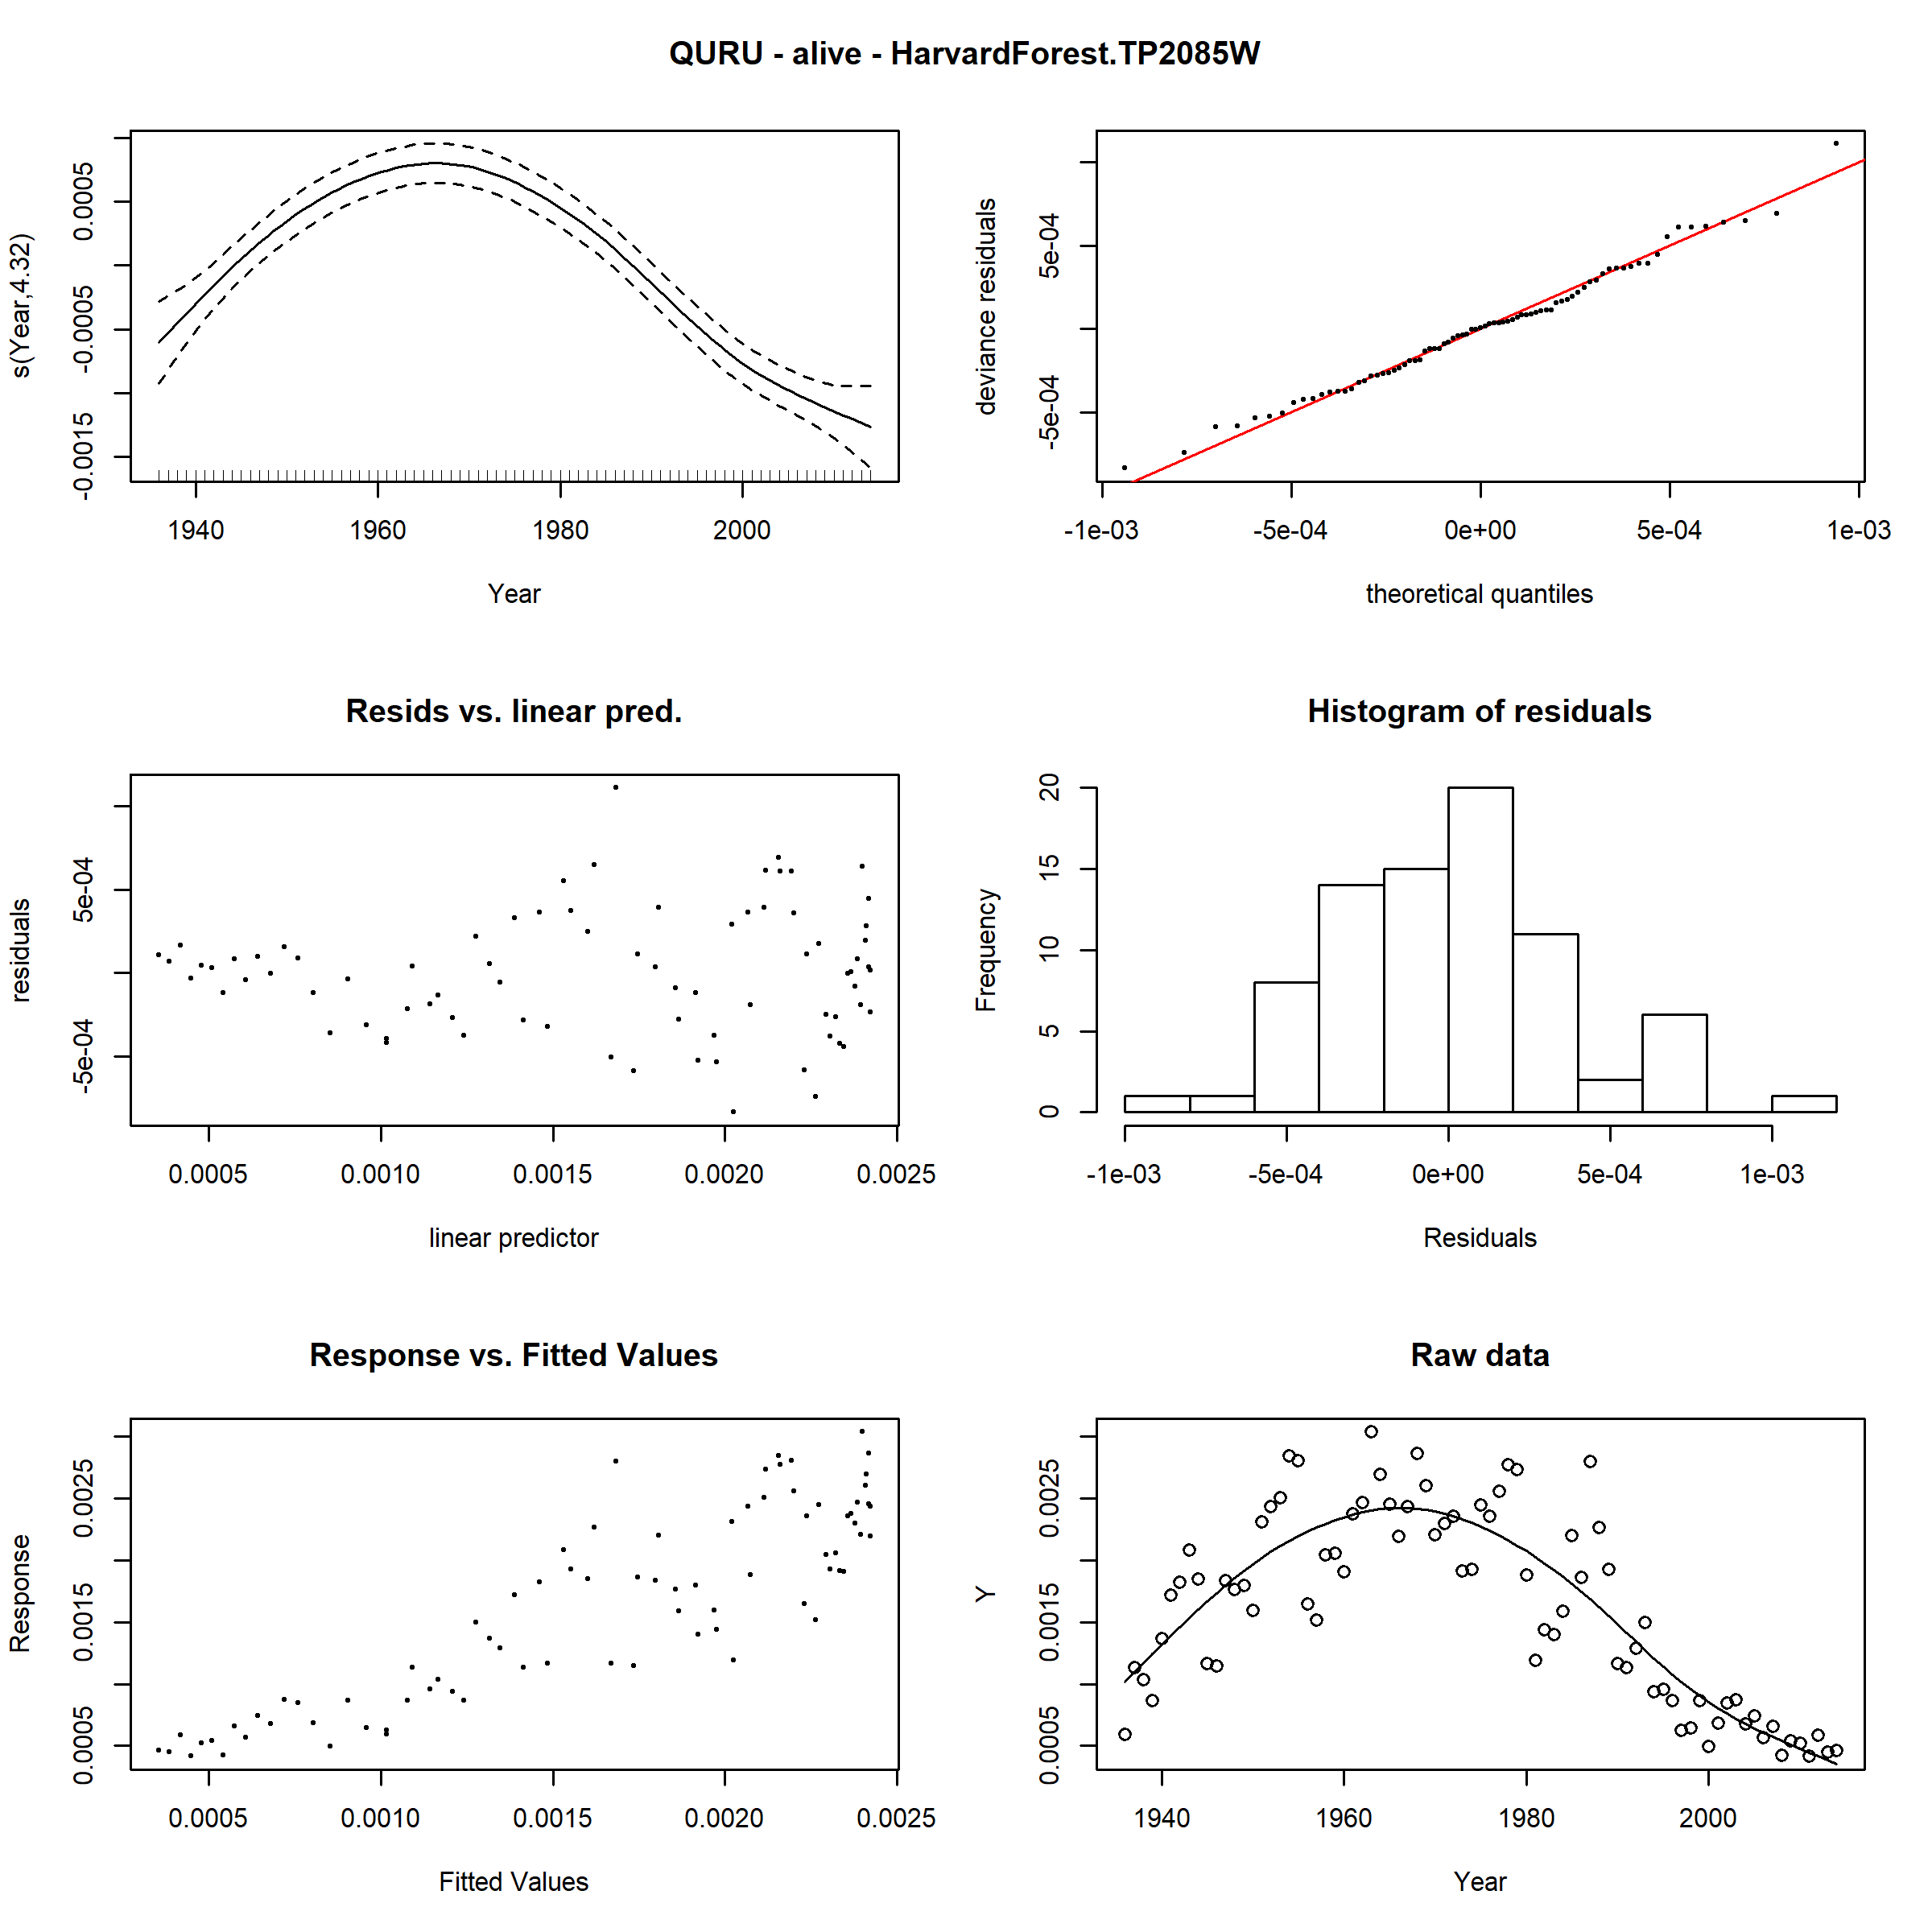 QURU - alive - HarvardForest.TP2085W
s(Year,4.32)
-0.0015 -0.0005 0.0005
1940 1960 1980 2000
Year
deviance residuals
-5e-04 5e-04
-1e-03 -5e-04 0e+00 5e-04 1e-03
theoretical quantiles
Resids vs. linear pred.
residuals
-5e-04 5e-04
0.0005 0.0010 0.0015 0.0020 0.0025
linear predictor
Histogram of residuals
Frequency
0 5 10 15 20
-1e-03 -5e-04 0e+00 5e-04 1e-03
Residuals
Response vs. Fitted Values
Response
0.0005 0.0015 0.0025
0.0005 0.0010 0.0015 0.0020 0.0025
Fitted Values
Raw data
Y
0.0005 0.0015 0.0025
1940 1960 1980 2000
Year